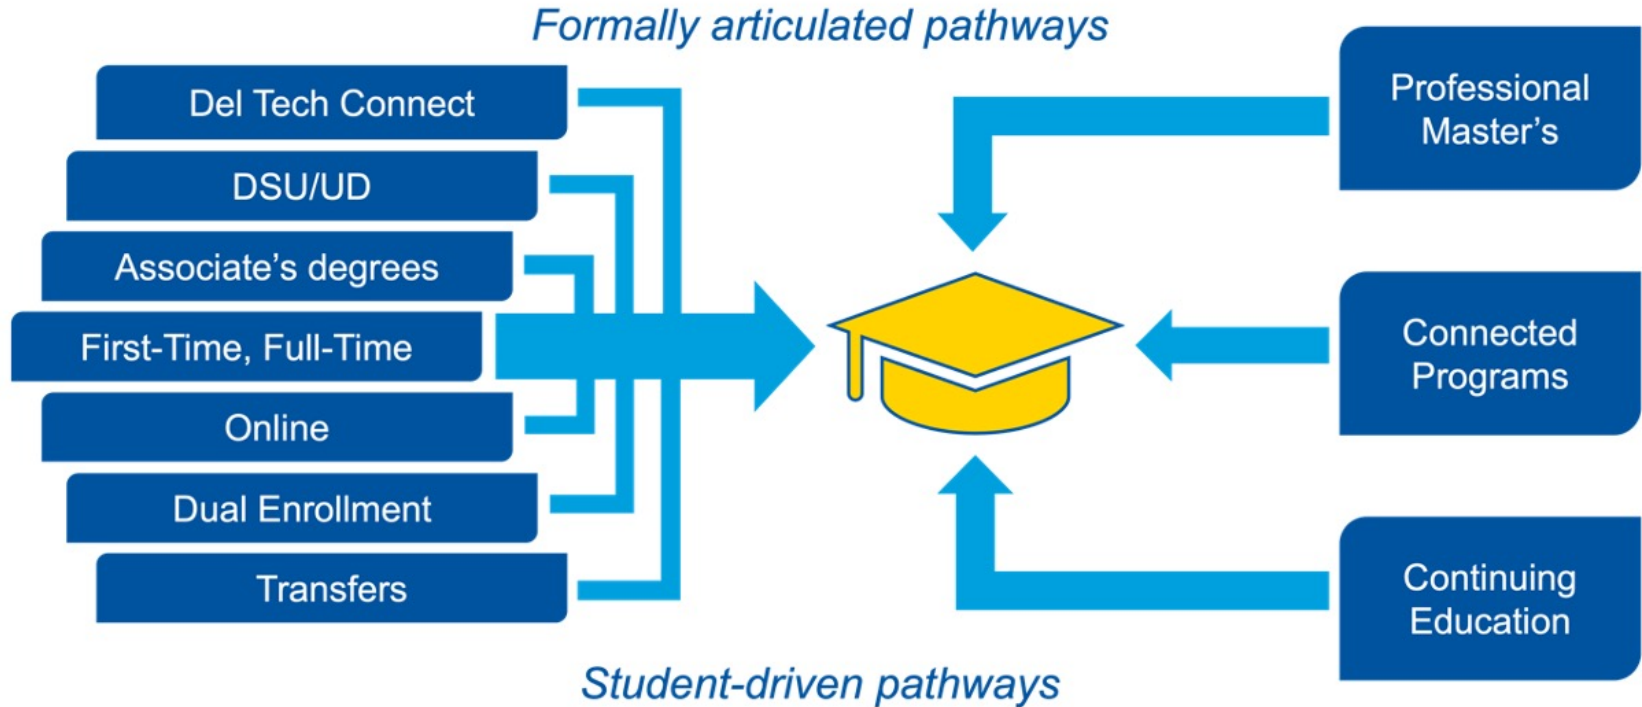 Formally articulated pathways
Del Tech Connect
DSU/UD
Associate’s degrees
First-Time, Full-Time
Online
Dual Enrollment
Transfers
Professional
Master’s
Connected
Programs
Continuing
Education
Student-driven pathways